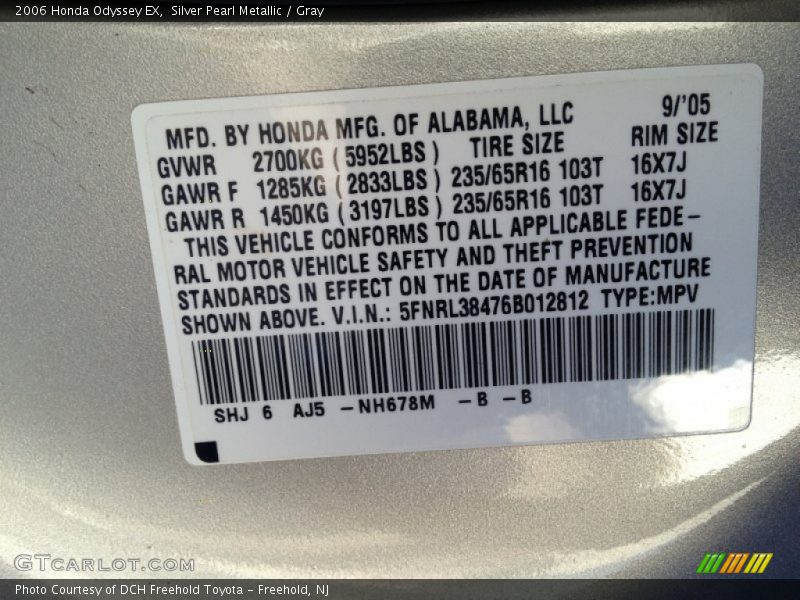 2006 Honda Odyssey EX, Silver Pearl Metallic / Gray
MFD. BY HONDA MFG. OF ALABAMA, LLC 9/'05
GVWR 2700KG ( 5952LBS ) TIRE SIZE RIM SIZE
GAWR F 1285KG ( 2833LBS ) 235/65R16 103T 16X7J
GAWR R 1450KG ( 3197LBS ) 235/65R16 103T 16X7J
THIS VEHICLE CONFORMS TO ALL APPLICABLE FEDE-
RAL MOTOR VEHICLE SAFETY AND THEFT PREVENTION
STANDARDS IN EFFECT ON THE DATE OF MANUFACTURE
SHOWN ABOVE. V.I.N.: 5FNRL38476B012812 TYPE:MPV
SHJ 6 AJ5 -NH678M -B -B
GTCARLOT.COM
Photo Courtesy of DCH Freehold Toyota - Freehold, NJ